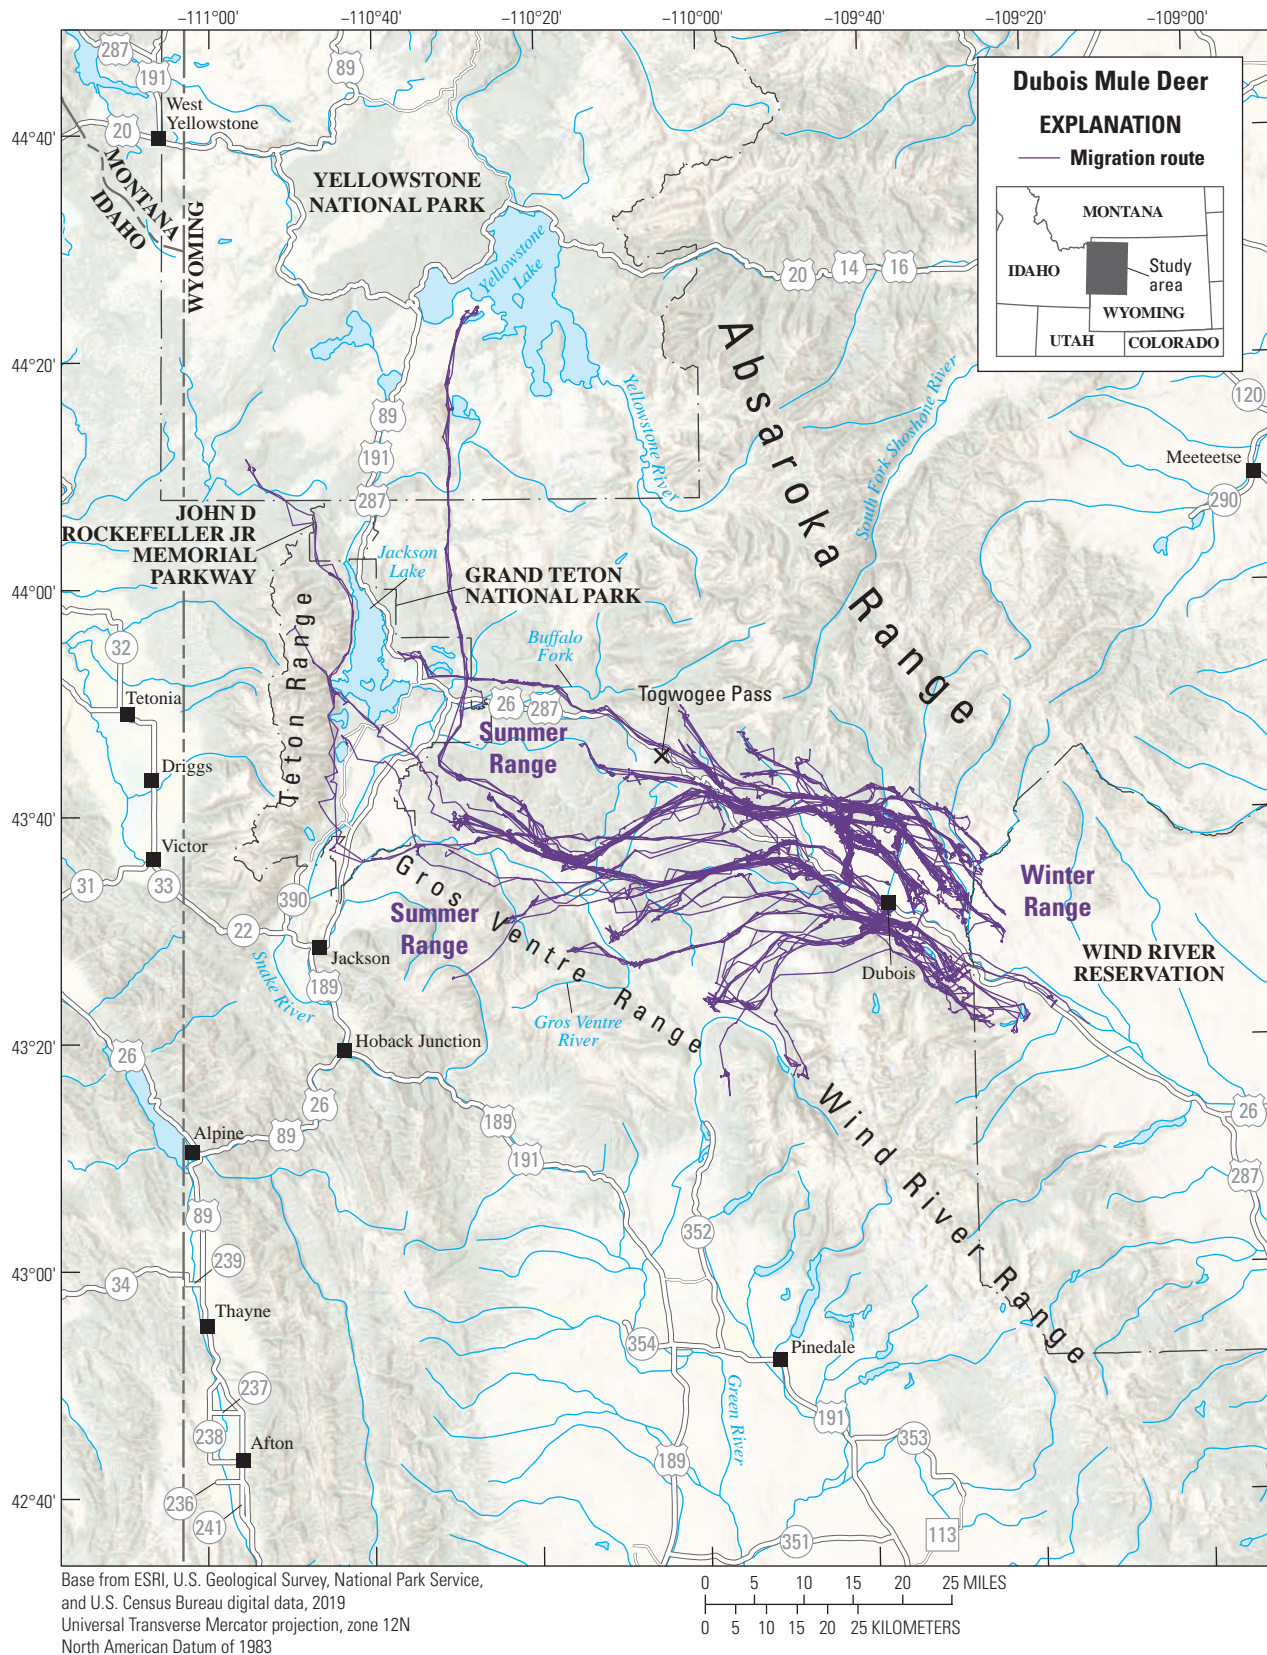 −111°00'
−110°40'
−110°20'
−110°00'
−109°40'
−109°20'
−109°00'
44°40'
44°20'
44°00'
43°40'
43°20'
43°00'
42°40'
Dubois Mule Deer
EXPLANATION
Migration route
MONTANA
IDAHO
Study
area
WYOMING
UTAH
COLORADO
287
191
89
West
Yellowstone
20
MONTANA
IDAHO
WYOMING
YELLOWSTONE
NATIONAL PARK
Yellowstone
Lake
20
14
16
Absaroka Range
Yellowstone River
South Fork Shoshone River
120
Meeteetse
290
89
191
287
JOHN D
ROCKEFELLER JR
MEMORIAL
PARKWAY
Jackson
Lake
GRAND TETON
NATIONAL PARK
Teton Range
Buffalo
Fork
Togwogee Pass
26
287
Summer
Range
32
Tetonia
Driggs
Victor
31
33
390
22
Gros Ventre Range
Summer
Range
Winter
Range
WIND RIVER
RESERVATION
Dubois
Jackson
Snake River
189
Gros Ventre
River
Hoback Junction
26
26
89
Alpine
189
191
Wind River Range
26
287
89
239
34
Thayne
352
354
Pinedale
237
238
Afton
236
241
Green River
191
353
189
351
113
Base from ESRI, U.S. Geological Survey, National Park Service,
and U.S. Census Bureau digital data, 2019
Universal Transverse Mercator projection, zone 12N
North American Datum of 1983
0 5 10 15 20 25 MILES
0 5 10 15 20 25 KILOMETERS